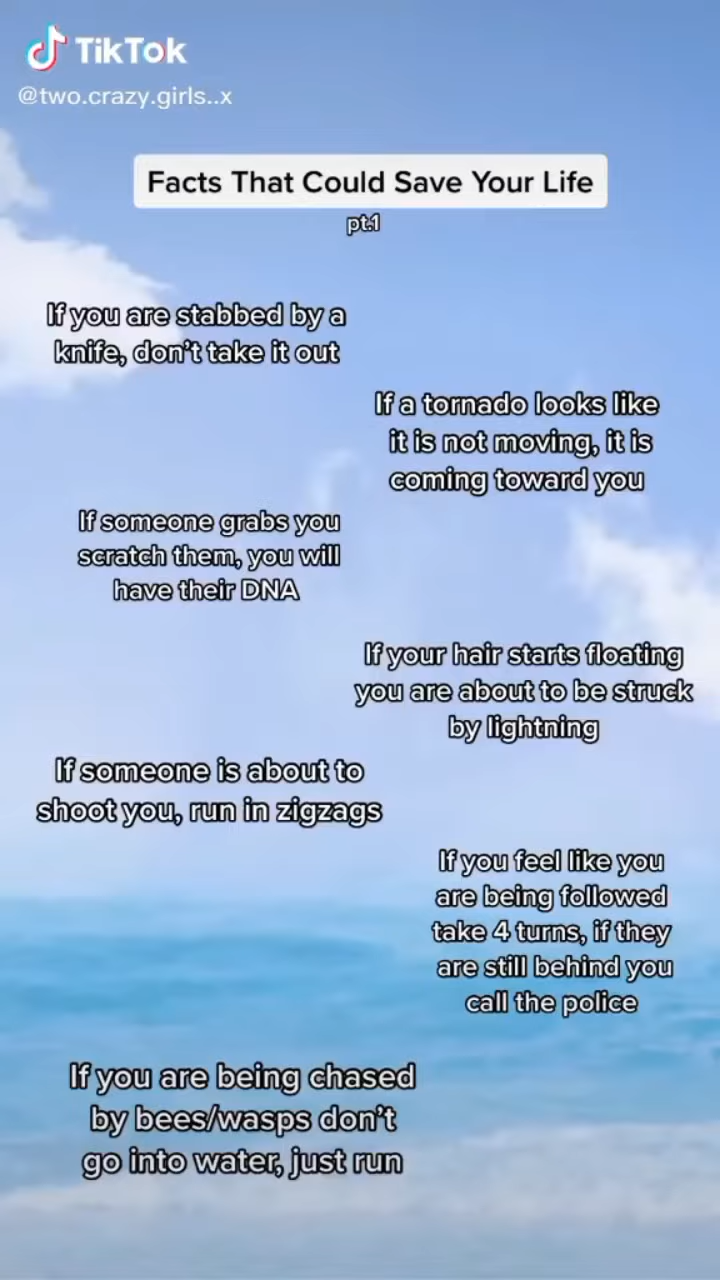 TikTok
@two.crazy.girls..x
Facts That Could Save Your Life
pt.1
If you are stabbed by a
knife, don't take it out
If a tornado looks like
it is not moving, it is
coming toward you
If someone grabs you
scratch them, you will
have their DNA
If your hair starts floating
you are about to be struck
by lightning
If someone is about to
shoot you, run in zigzags
If you feel like you
are being followed
take 4 turns, if they
are still behind you
call the police
If you are being chased
by bees/wasps don't
go into water, just run